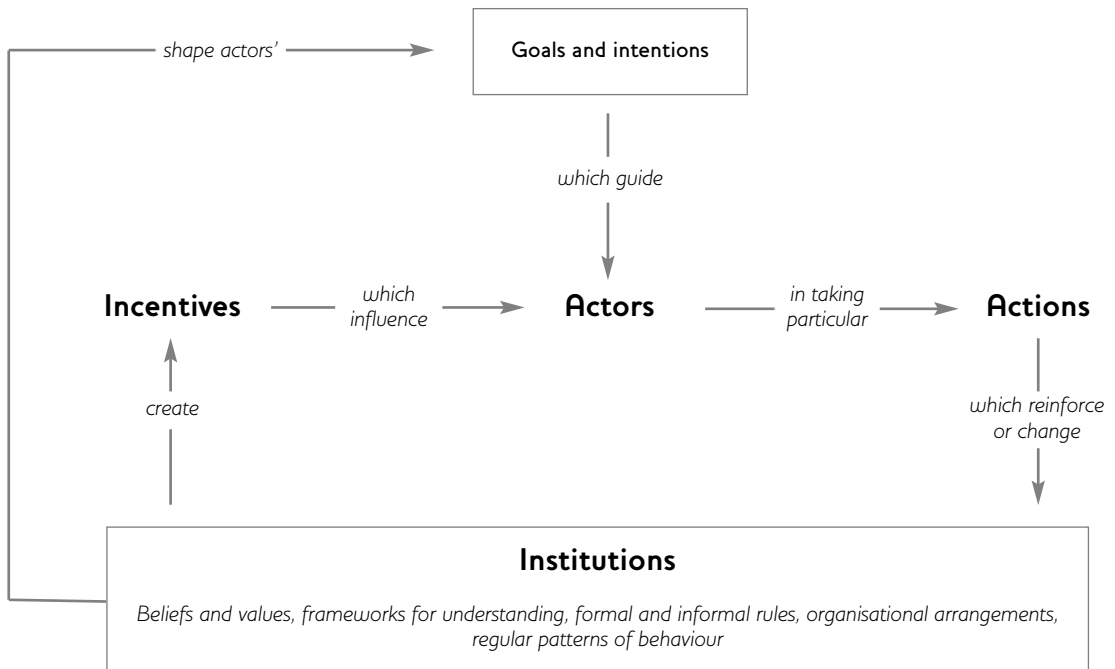 shape actors’
Goals and intentions
which guide
Incentives
which
influence
Actors
in taking
particular
Actions
create
which reinforce
or change
Institutions
Beliefs and values, frameworks for understanding, formal and informal rules, organisational arrangements,
regular patterns of behaviour